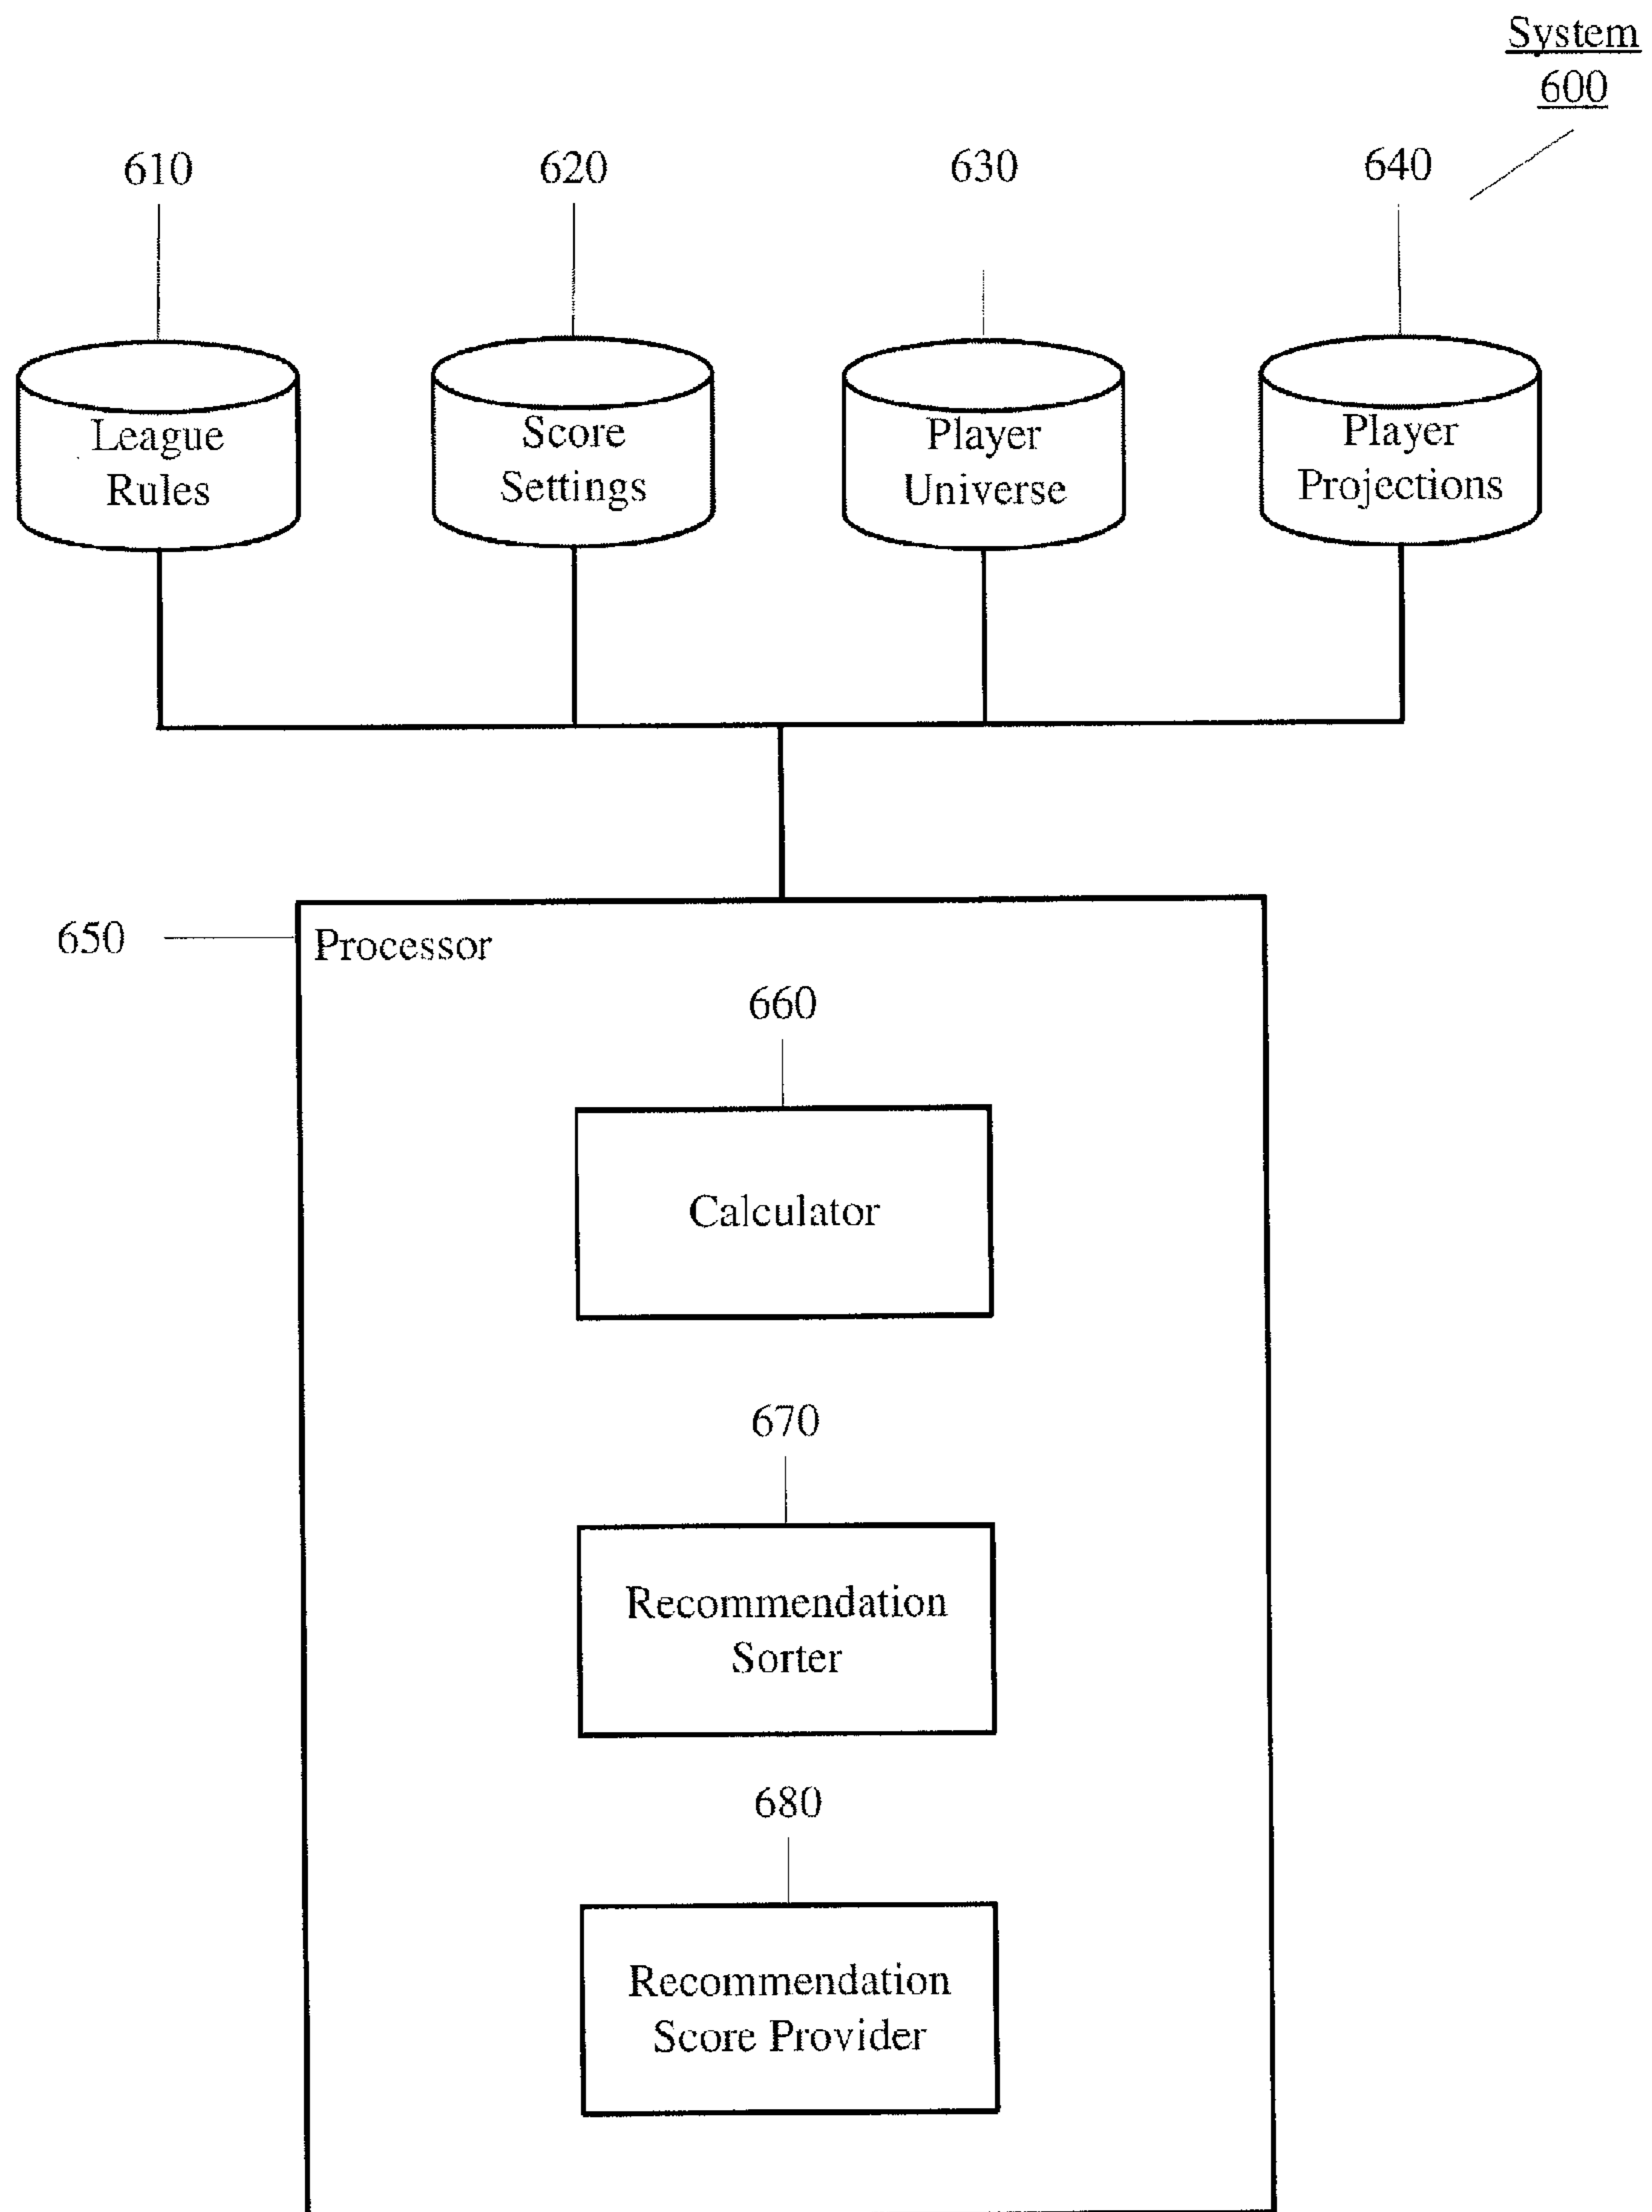 System
600
610
620
630
640
League
Rules
Score
Settings
Player
Universe
Player
Projections
650
Processor
660
Calculator
670
Recommendation
Sorter
680
Recommendation
Score Provider